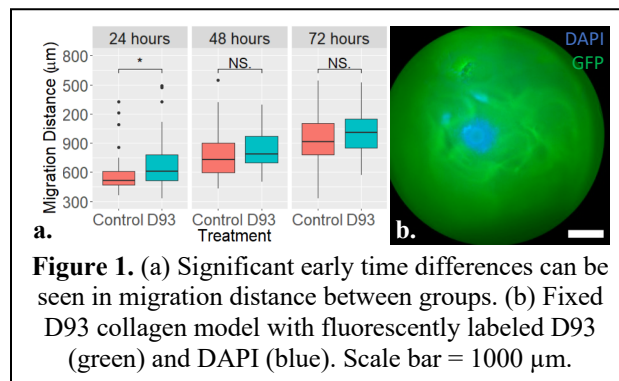 24 hours 48 hours 72 hours
* NS. NS.
Migration Distance (μm)
800
500
200
900
600
300
Control D93 Control D93 Control D93
Treatment
a.
DAPI
GFP
b.
Figure 1. (a) Significant early time differences can be
seen in migration distance between groups. (b) Fixed
D93 collagen model with fluorescently labeled D93
(green) and DAPI (blue). Scale bar = 1000 μm.